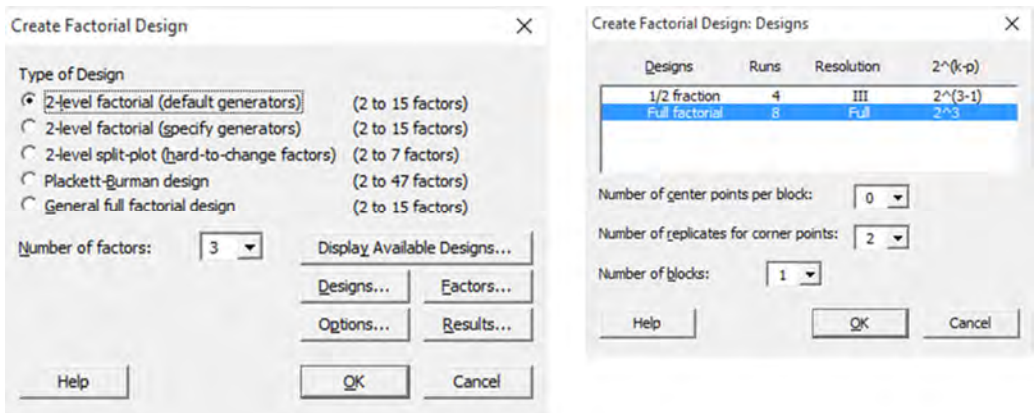 Create Factorial Design
Type of Design
2-level factorial (default generators) (2 to 15 factors)
2-level factorial (specify generators) (2 to 15 factors)
2-level split-plot (hard-to-change factors) (2 to 7 factors)
Plackett-Burman design (2 to 47 factors)
General full factorial design (2 to 15 factors)
Number of factors: 3 Display Available Designs...
Designs... Factors...
Options... Results...
Help OK Cancel
Create Factorial Design: Designs
Designs Runs Resolution 2^(k-p)
1/2 fraction 4 III 2^(3-1)
Full factorial 8 Full 2^3
Number of center points per block: 0
Number of replicates for corner points: 2
Number of blocks: 1
Help OK Cancel